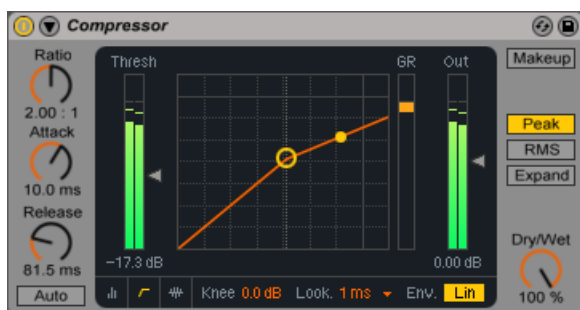 Compressor
Ratio
2.00 : 1
Attack
10.0 ms
Release
81.5 ms
Auto
Thresh
GR
Out
-17.3 dB
0.00 dB
Knee 0.0 dB Look. 1 ms Env. Lin
Makeup
Peak
RMS
Expand
Dry/Wet
100 %